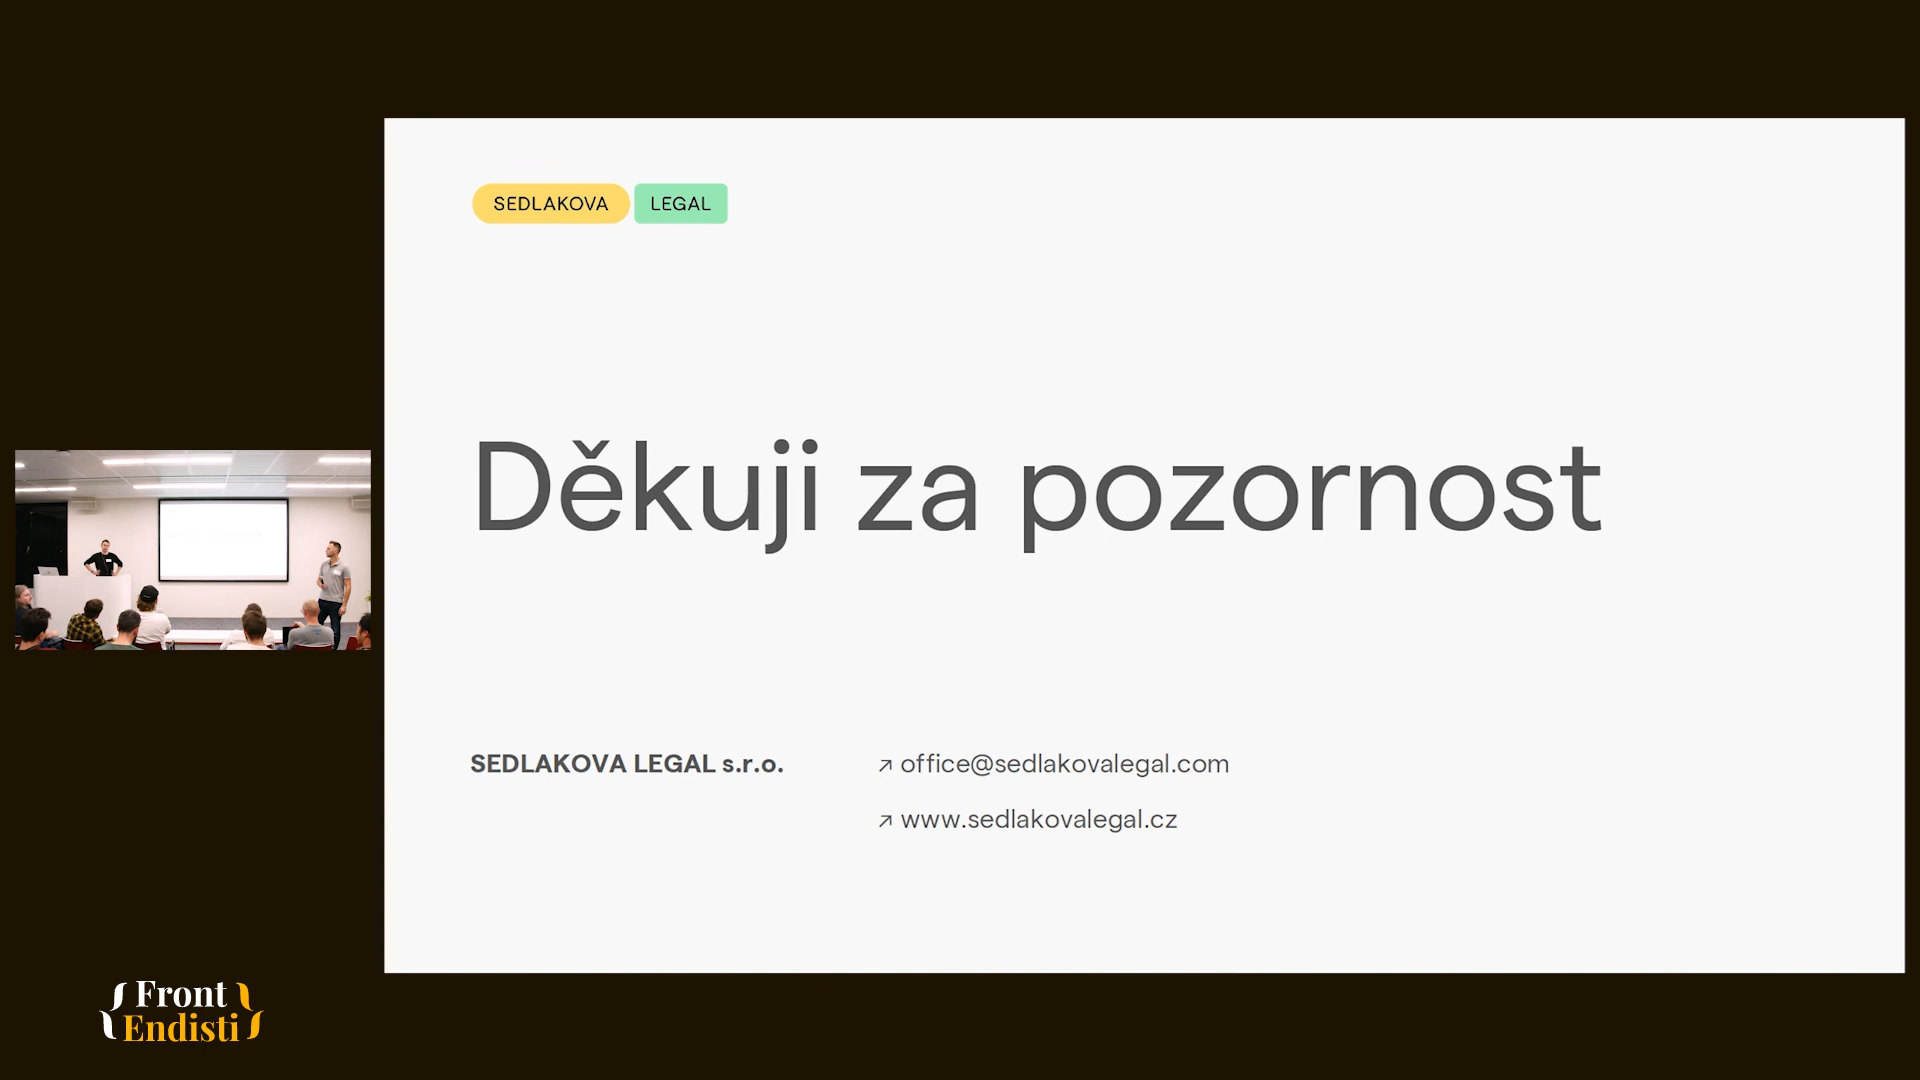 SEDLAKOVA LEGAL
Děkuji za pozornost
SEDLAKOVA LEGAL s.r.o.
↗ office@sedlakovalegal.com
↗ www.sedlakovalegal.cz
{ Front }
{ Endisti }